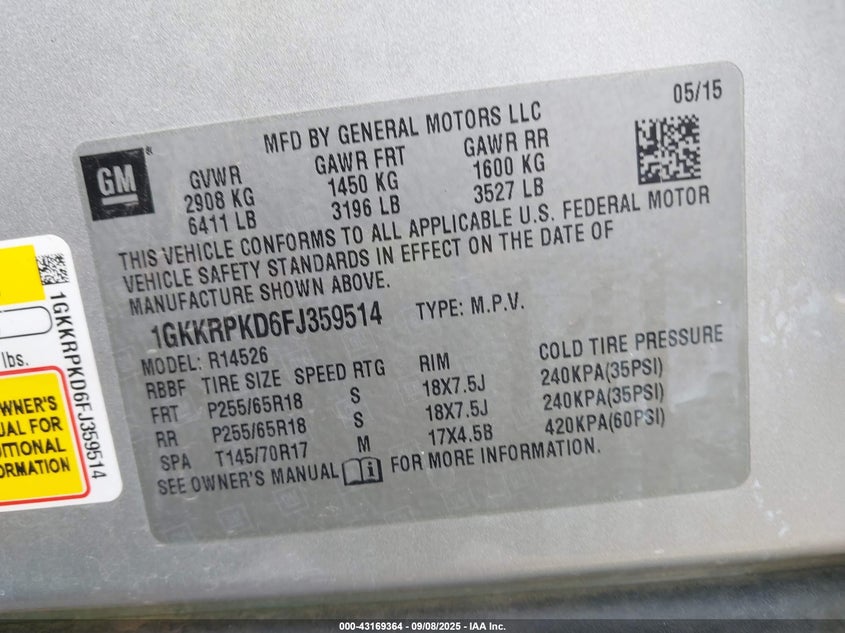 05/15
MFD BY GENERAL MOTORS LLC
GM
GVWR GAWR FRT GAWR RR
2908 KG 1450 KG 1600 KG
6411 LB 3196 LB 3527 LB
THIS VEHICLE CONFORMS TO ALL APPLICABLE U.S. FEDERAL MOTOR
VEHICLE SAFETY STANDARDS IN EFFECT ON THE DATE OF
MANUFACTURE SHOWN ABOVE.
1GKKRPKD6FJ359514 TYPE: M.P.V.
MODEL: R14526
RBBF TIRE SIZE SPEED RTG RIM COLD TIRE PRESSURE
FRT P255/65R18 S 18X7.5J 240KPA(35PSI)
RR P255/65R18 S 18X7.5J 240KPA(35PSI)
SPA T145/70R17 M 17X4.5B 420KPA(60PSI)
SEE OWNER'S MANUAL FOR MORE INFORMATION.
1GKKRPKD6FJ359514
lbs.
OWNER'S
FOR
000-43169364 - 09/08/2025 - IAA Inc.